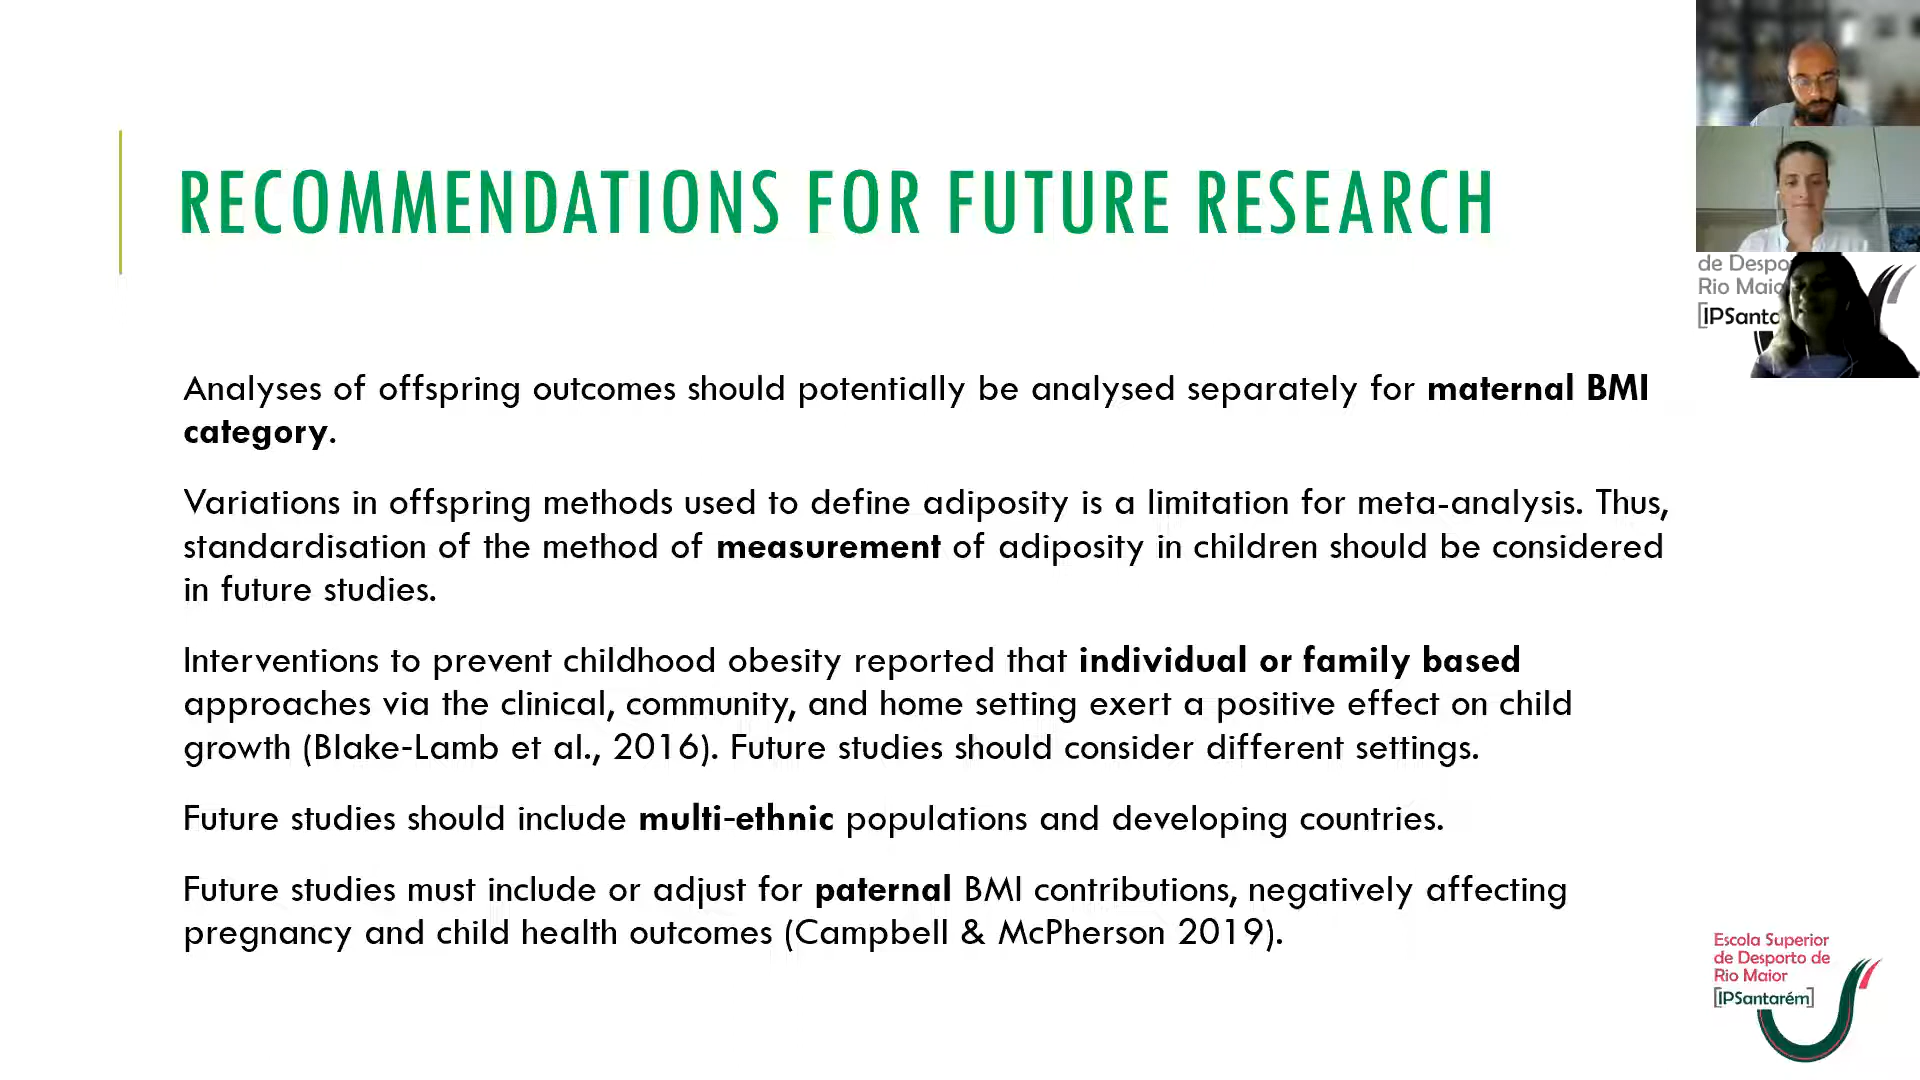 RECOMMENDATIONS FOR FUTURE RESEARCH
Analyses of offspring outcomes should potentially be analysed separately for maternal BMI
category.
Variations in offspring methods used to define adiposity is a limitation for meta-analysis. Thus,
standardisation of the method of measurement of adiposity in children should be considered
in future studies.
Interventions to prevent childhood obesity reported that individual or family based
approaches via the clinical, community, and home setting exert a positive effect on child
growth (Blake-Lamb et al., 2016). Future studies should consider different settings.
Future studies should include multi-ethnic populations and developing countries.
Future studies must include or adjust for paternal BMI contributions, negatively affecting
pregnancy and child health outcomes (Campbell & McPherson 2019).
de Despo
Rio Maio
[IPSanta
Escola Superior
de Desporto de
Rio Maior
[IPSantarém]